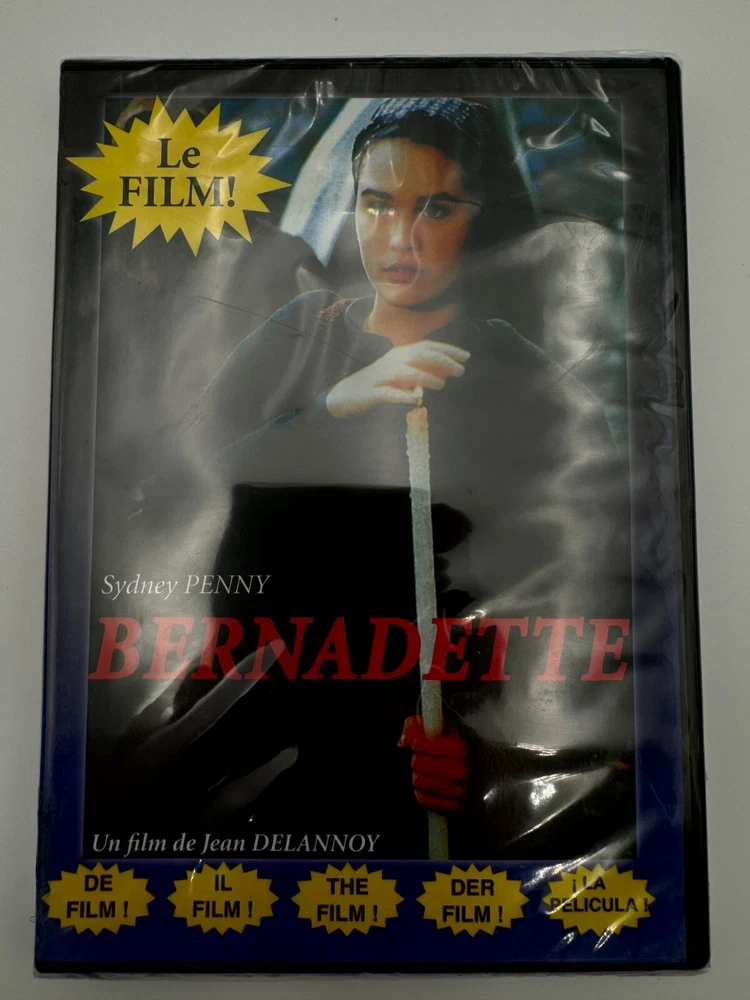 Le
FILM!
Sydney PENNY
BERNADETTE
Un film de Jean DELANNOY
DE
FILM !
IL
FILM !
THE
FILM !
DER
FILM !
¡ LA
PELICULA !